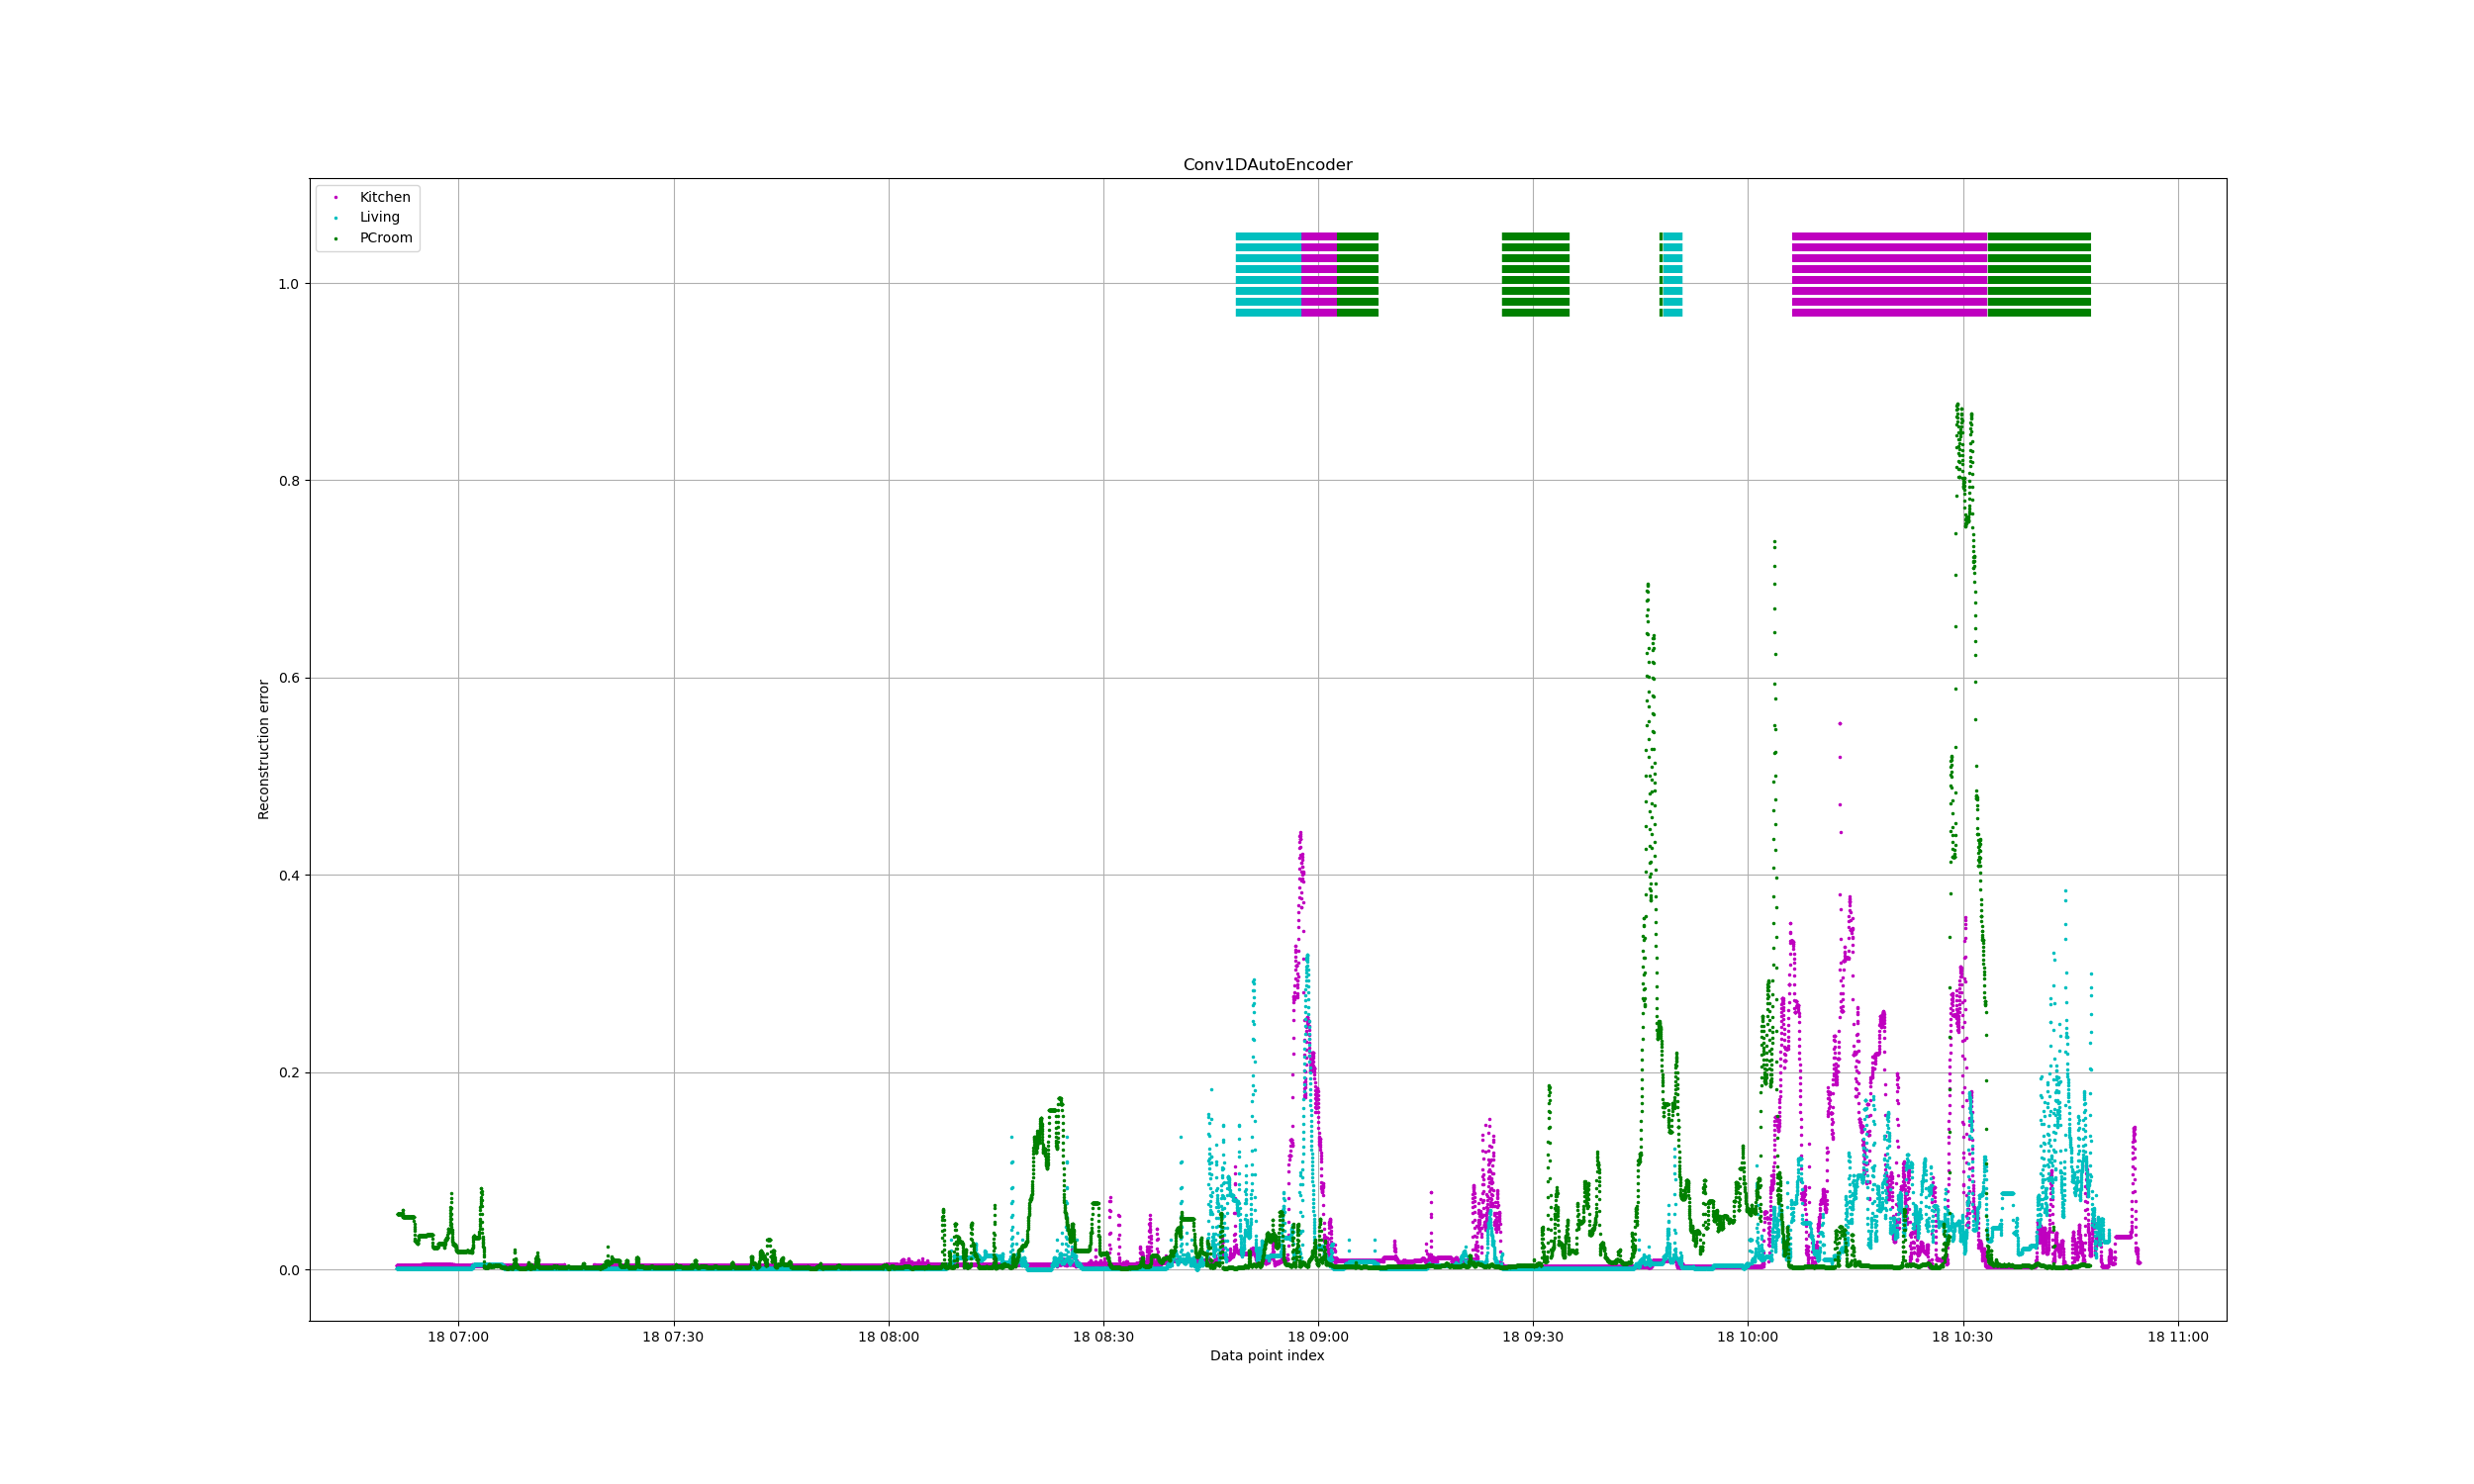 Conv1DAutoEncoder
Kitchen
Living
PCroom
1.0
0.8
0.6
0.4
0.2
0.0
Reconstruction error
18 07:00 18 07:30 18 08:00 18 08:30 18 09:00 18 09:30 18 10:00 18 10:30 18 11:00
Data point index